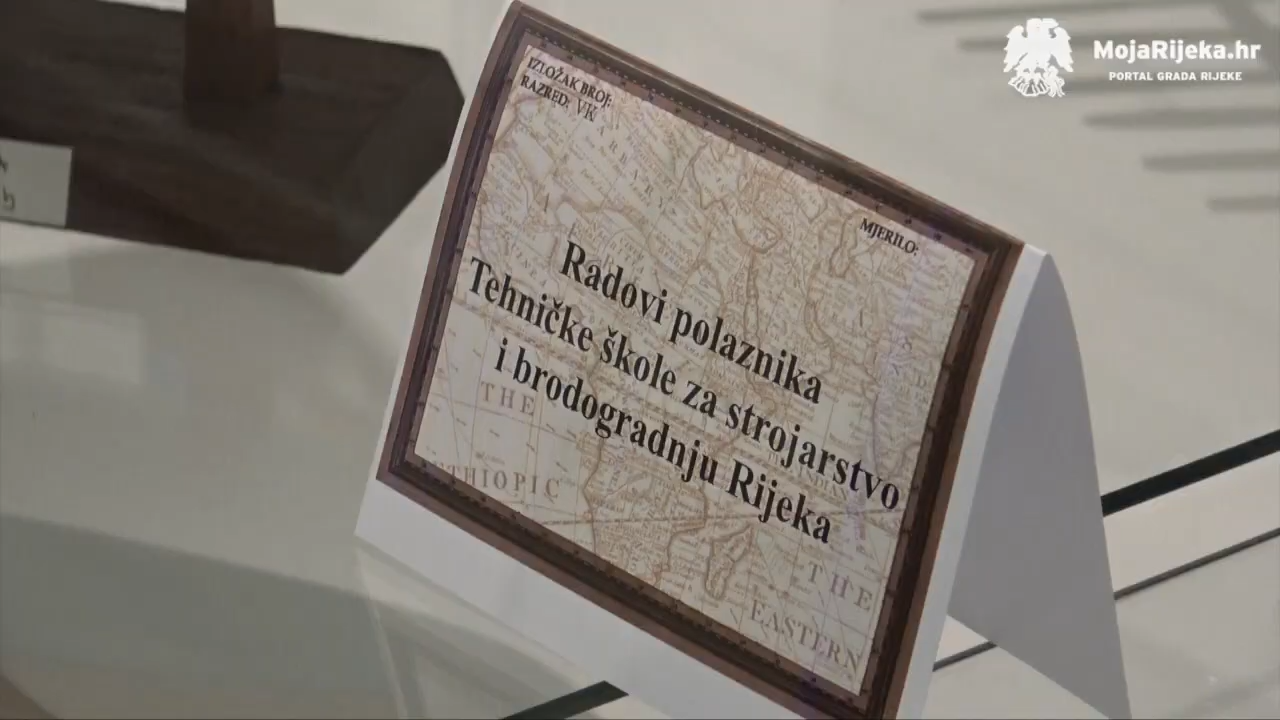 MojaRijeka.hr
PORTAL GRADA RIJEKE
IZLOŽAK BROJ:
RAZRED: VK
MJERILO:
Radovi polaznika
Tehničke škole za strojarstvo
i brodogradnju Rijeka
THE
THIOPIC
THE
EASTERN